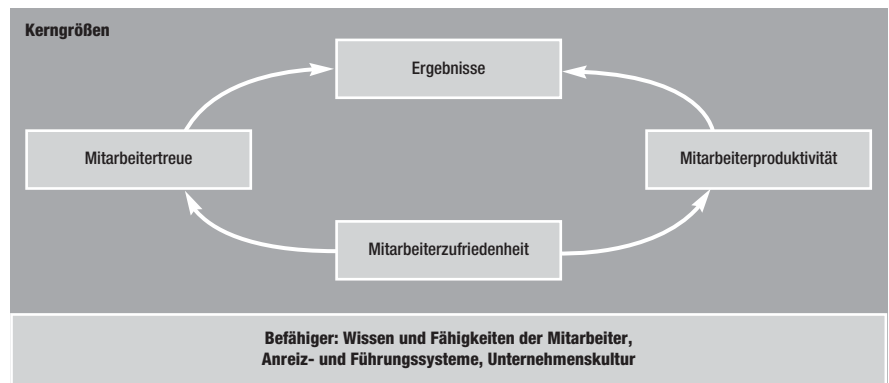 Kerngrößen
Ergebnisse
Mitarbeitertreue
Mitarbeiterproduktivität
Mitarbeiterzufriedenheit
Befähiger: Wissen und Fähigkeiten der Mitarbeiter,
Anreiz- und Führungssysteme, Unternehmenskultur